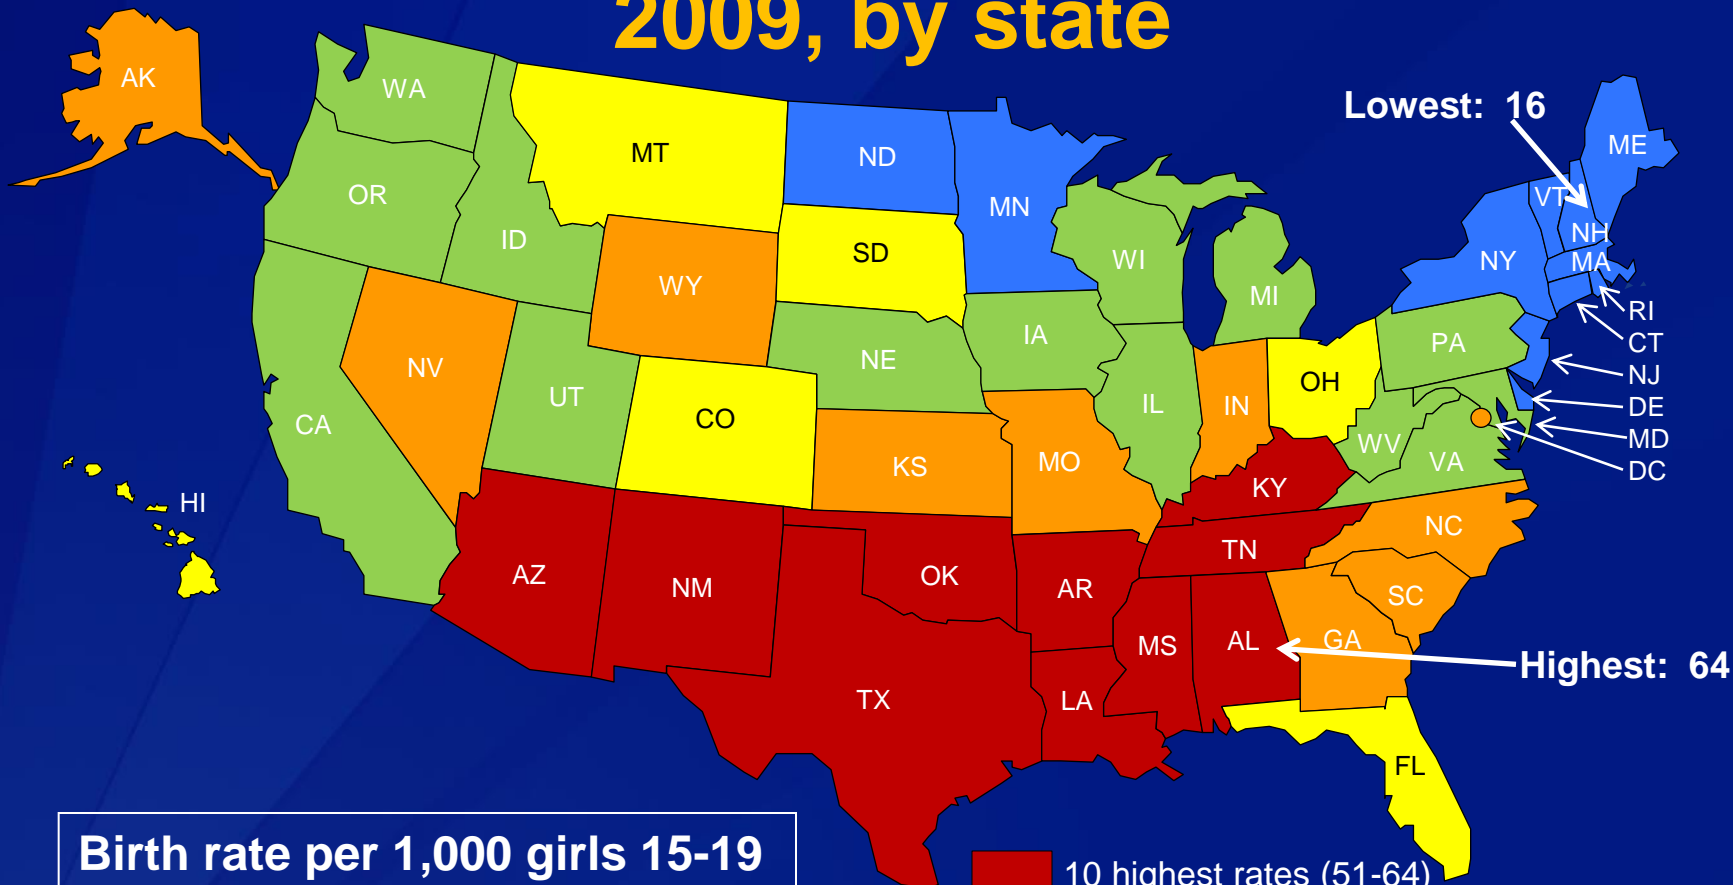 2009, by state
AK
WA
Lowest: 16
ME
MT
ND
OR
MN
VT
ID
SD
NH
WI
NY
MA
WY
MI
RI
IA
CT
NV
NE
PA
NJ
UT
OH
CO
IL
IN
DE
CA
MD
WV
VA
DC
KS
MO
HI
KY
NC
TN
AZ
NM
OK
AR
SC
MS
AL
GA
Highest: 64
TX
LA
FL
Birth rate per 1,000 girls 15-19
10 highest rates (51-64)